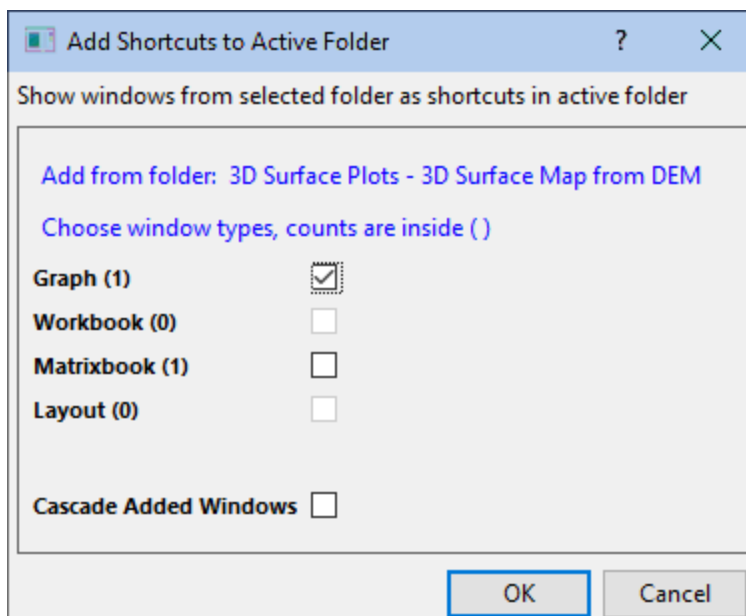 Add Shortcuts to Active Folder ?
Show windows from selected folder as shortcuts in active folder
Add from folder: 3D Surface Plots - 3D Surface Map from DEM
Choose window types, counts are inside ( )
Graph (1)
Workbook (0)
Matrixbook (1)
Layout (0)
Cascade Added Windows
OK Cancel